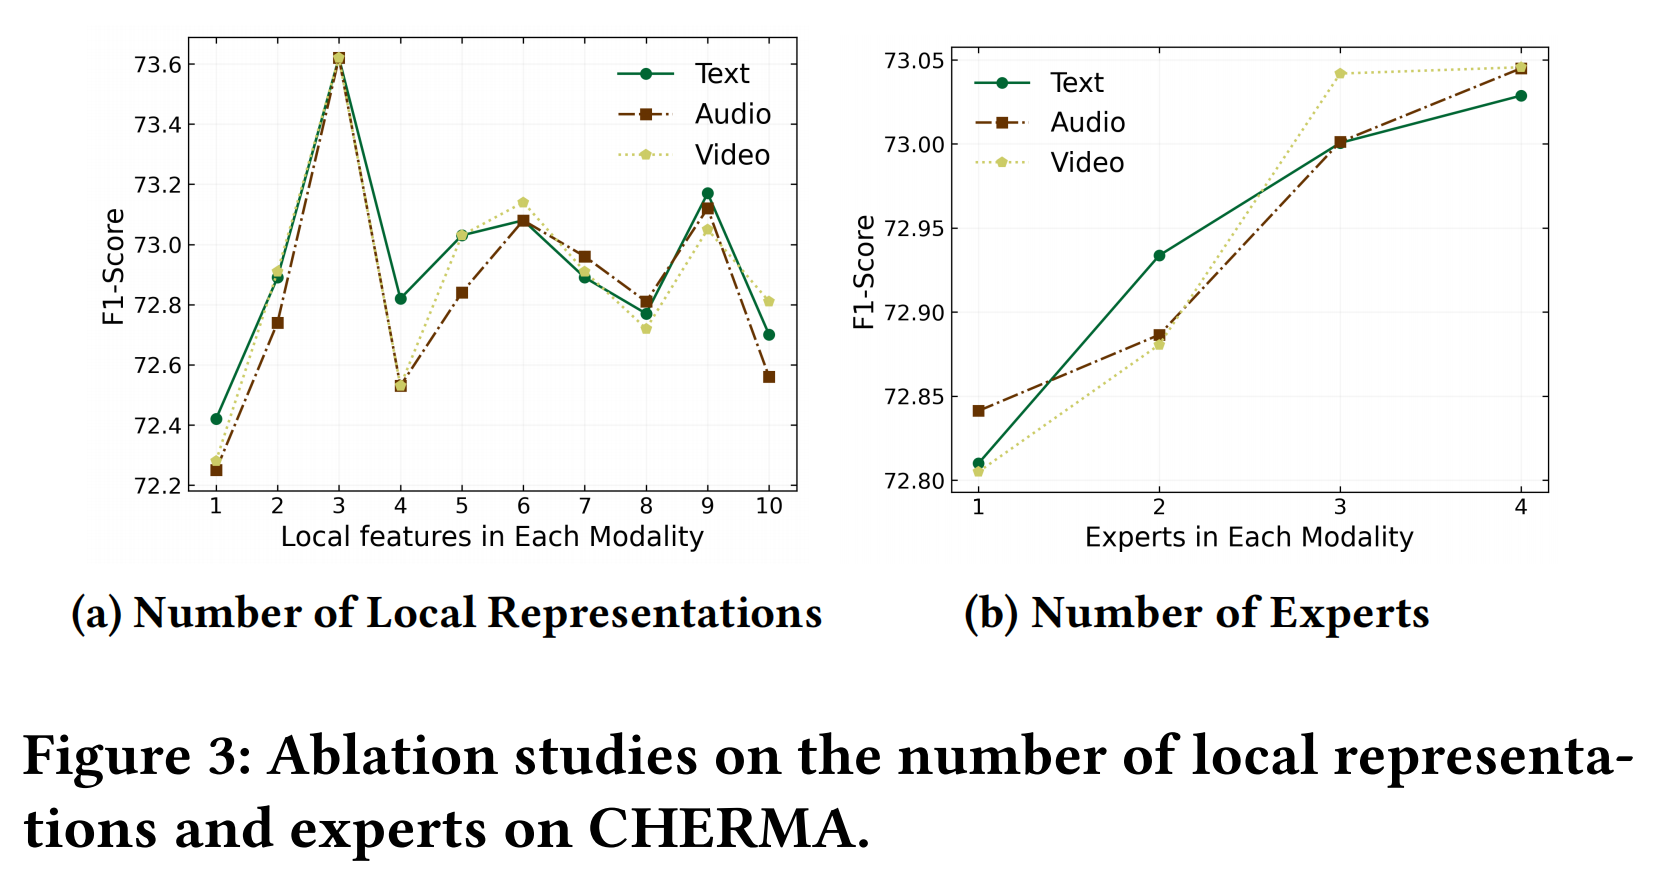 73.6
73.4
73.2
73.0
72.8
72.6
72.4
72.2
F1-Score
Text
Audio
Video
1 2 3 4 5 6 7 8 9 10
Local features in Each Modality
(a) Number of Local Representations
73.05
73.00
72.95
72.90
72.85
72.80
F1-Score
Text
Audio
Video
1 2 3 4
Experts in Each Modality
(b) Number of Experts
Figure 3: Ablation studies on the number of local representa-
tions and experts on CHERMA.